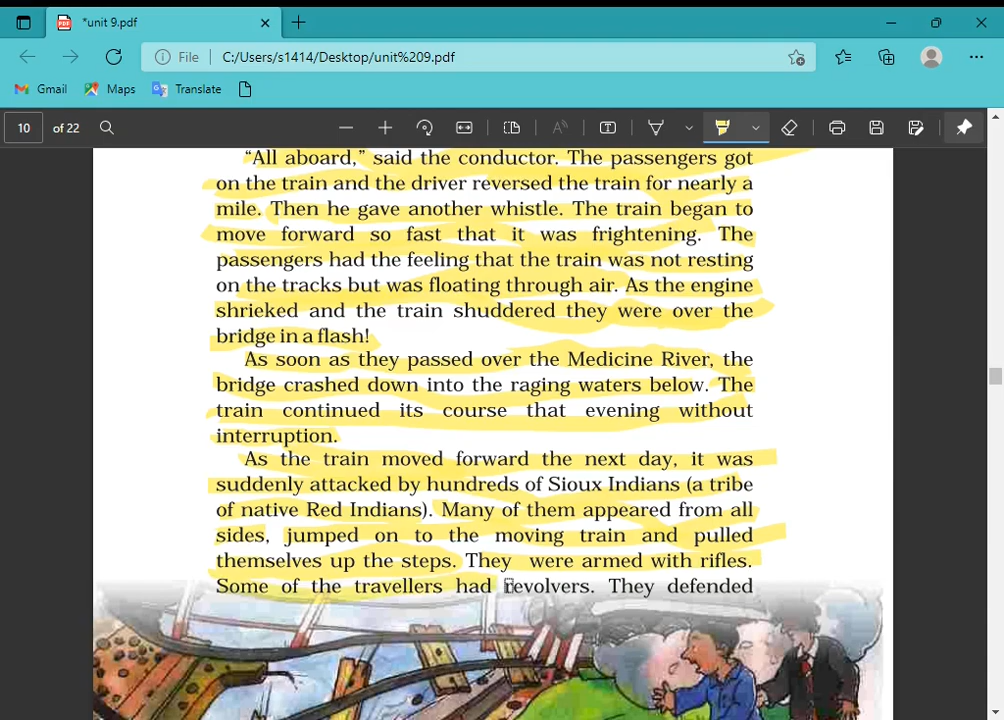 *unit 9.pdf
File C:/Users/s1414/Desktop/unit%209.pdf
Gmail Maps Translate
10 of 22
“All aboard,” said the conductor. The passengers got
on the train and the driver reversed the train for nearly a
mile. Then he gave another whistle. The train began to
move forward so fast that it was frightening. The
passengers had the feeling that the train was not resting
on the tracks but was floating through air. As the engine
shrieked and the train shuddered they were over the
bridge in a flash!
As soon as they passed over the Medicine River, the
bridge crashed down into the raging waters below. The
train continued its course that evening without
interruption.
As the train moved forward the next day, it was
suddenly attacked by hundreds of Sioux Indians (a tribe
of native Red Indians). Many of them appeared from all
sides, jumped on to the moving train and pulled
themselves up the steps. They were armed with rifles.
Some of the travellers had revolvers. They defended